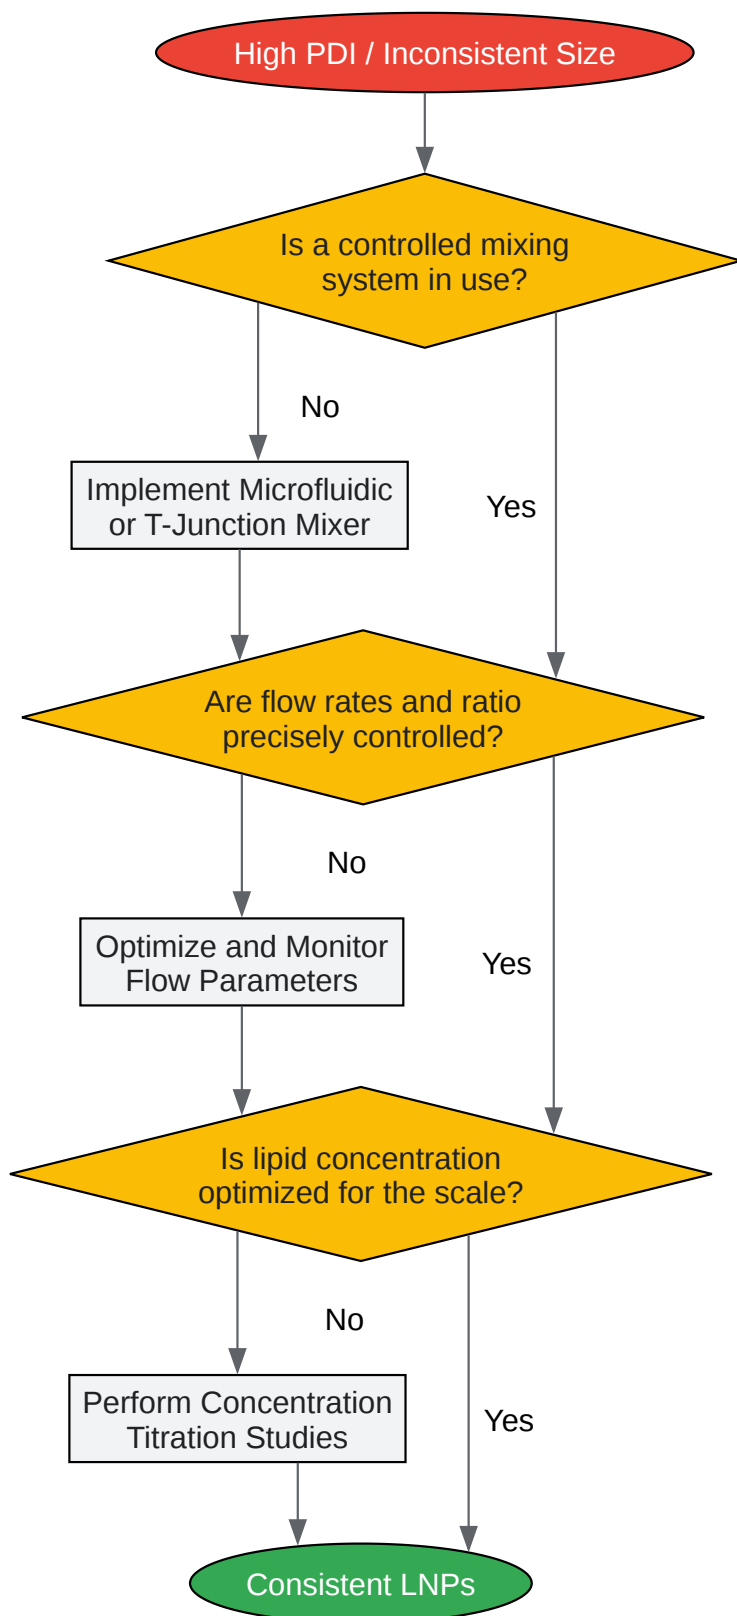 High PDI / Inconsistent Size
Is a controlled mixing
system in use?
No
Implement Microfluidic
or T-Junction Mixer
Yes
Are flow rates and ratio
precisely controlled?
No
Optimize and Monitor
Flow Parameters
Yes
Is lipid concentration
optimized for the scale?
No
Perform Concentration
Titration Studies
Yes
Consistent LNPs